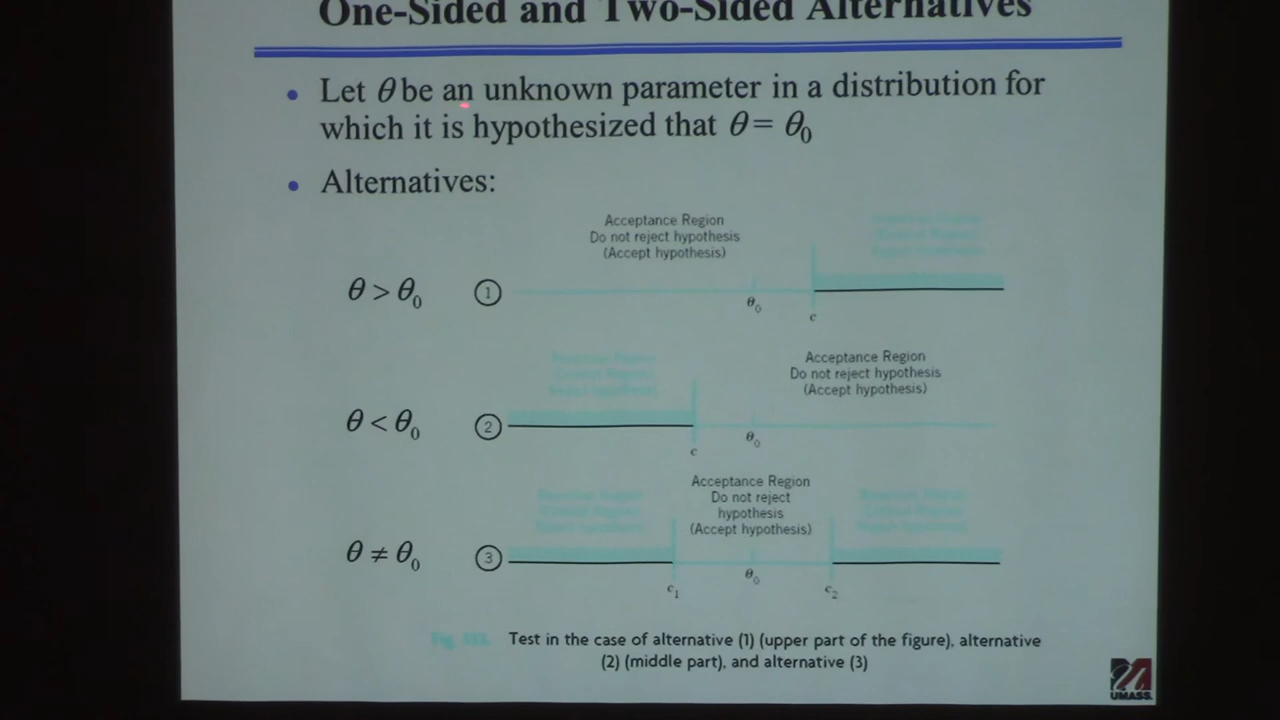 One-Sided and Two-Sided Alternatives
• Let θ be an unknown parameter in a distribution for
which it is hypothesized that θ = θ₀
• Alternatives:
Acceptance Region
Do not reject hypothesis
(Accept hypothesis)
θ > θ₀ ①
θ₀
c
Acceptance Region
Do not reject hypothesis
(Accept hypothesis)
θ < θ₀ ②
θ₀
c
Acceptance Region
Do not reject
hypothesis
(Accept hypothesis)
θ ≠ θ₀ ③
θ₀
c₁ c₂
Test in the case of alternative (1) (upper part of the figure), alternative
(2) (middle part), and alternative (3)
UMASS